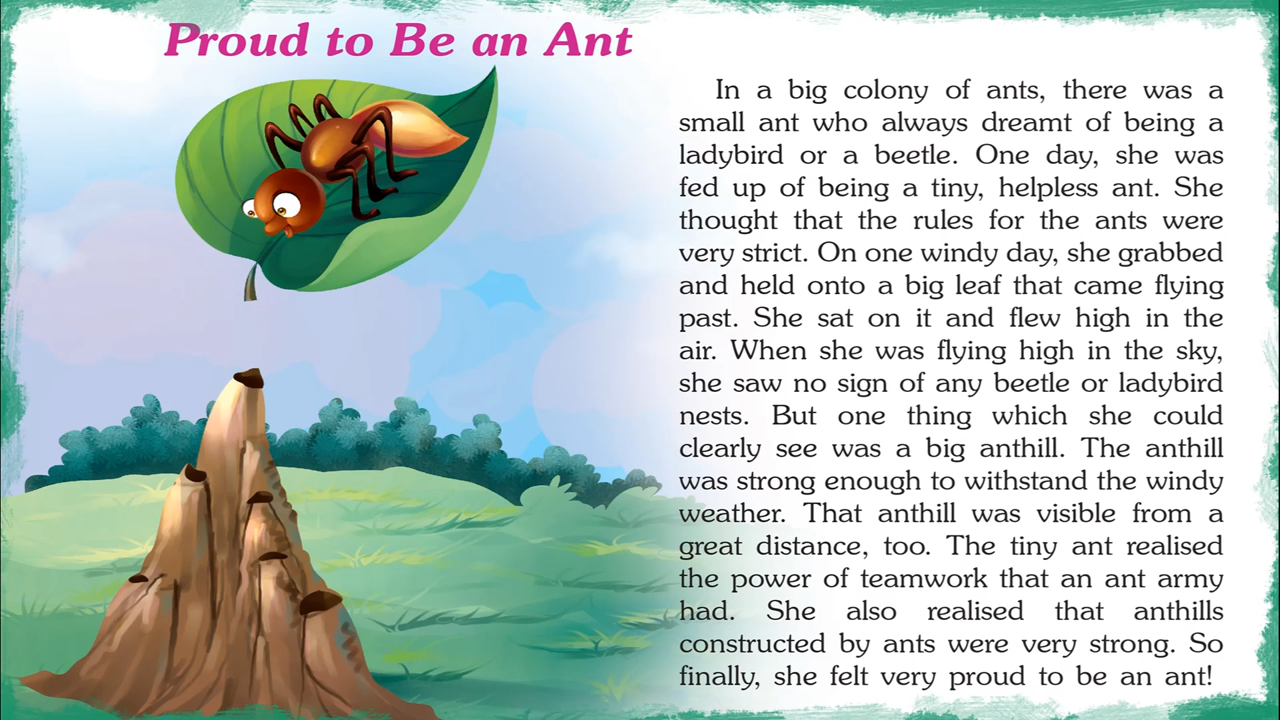 Proud to Be an Ant
In a big colony of ants, there was a
small ant who always dreamt of being a
ladybird or a beetle. One day, she was
fed up of being a tiny, helpless ant. She
thought that the rules for the ants were
very strict. On one windy day, she grabbed
and held onto a big leaf that came flying
past. She sat on it and flew high in the
air. When she was flying high in the sky,
she saw no sign of any beetle or ladybird
nests. But one thing which she could
clearly see was a big anthill. The anthill
was strong enough to withstand the windy
weather. That anthill was visible from a
great distance, too. The tiny ant realised
the power of teamwork that an ant army
had. She also realised that anthills
constructed by ants were very strong. So
finally, she felt very proud to be an ant!